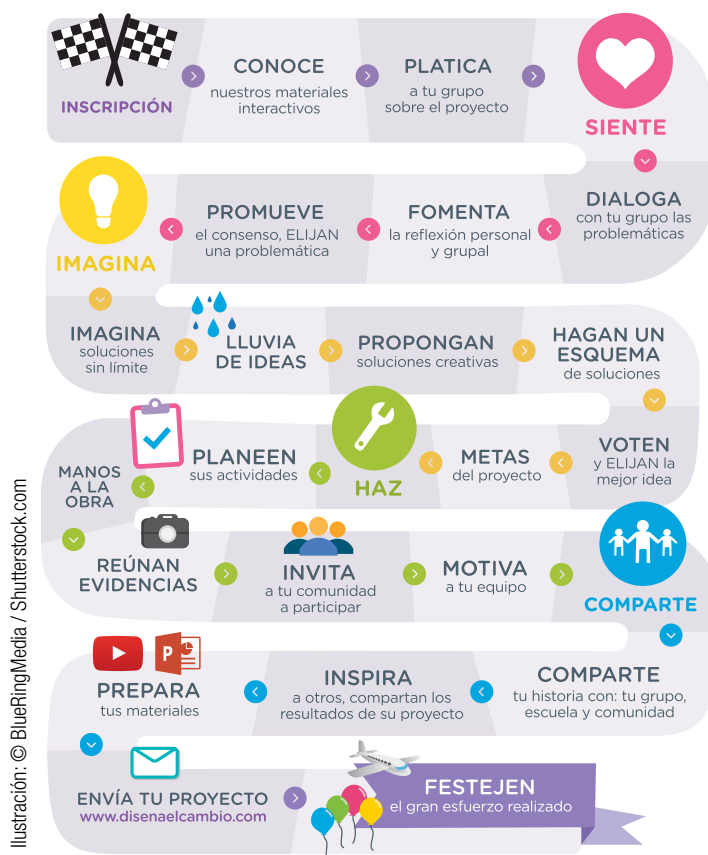 INSCRIPCIÓN
CONOCE
nuestros materiales
interactivos
PLATICA
a tu grupo
sobre el proyecto
SIENTE
DIALOGA
con tu grupo las
problemáticas
FOMENTA
la reflexión personal
y grupal
PROMUEVE
el consenso, ELIJAN
una problemática
IMAGINA
IMAGINA
soluciones
sin límite
LLUVIA
DE IDEAS
PROPONGAN
soluciones creativas
HAGAN UN
ESQUEMA
de soluciones
VOTEN
y ELIJAN la
mejor idea
METAS
del proyecto
HAZ
PLANEEN
sus actividades
MANOS
A LA
OBRA
REÚNAN
EVIDENCIAS
INVITA
a tu comunidad
a participar
MOTIVA
a tu equipo
COMPARTE
COMPARTE
tu historia con: tu grupo,
escuela y comunidad
INSPIRA
a otros, compartan los
resultados de su proyecto
P
PREPARA
tus materiales
ENVÍA TU PROYECTO
www.disenaelcambio.com
FESTEJEN
el gran esfuerzo realizado
Ilustración: © BlueRingMedia / Shutterstock.com